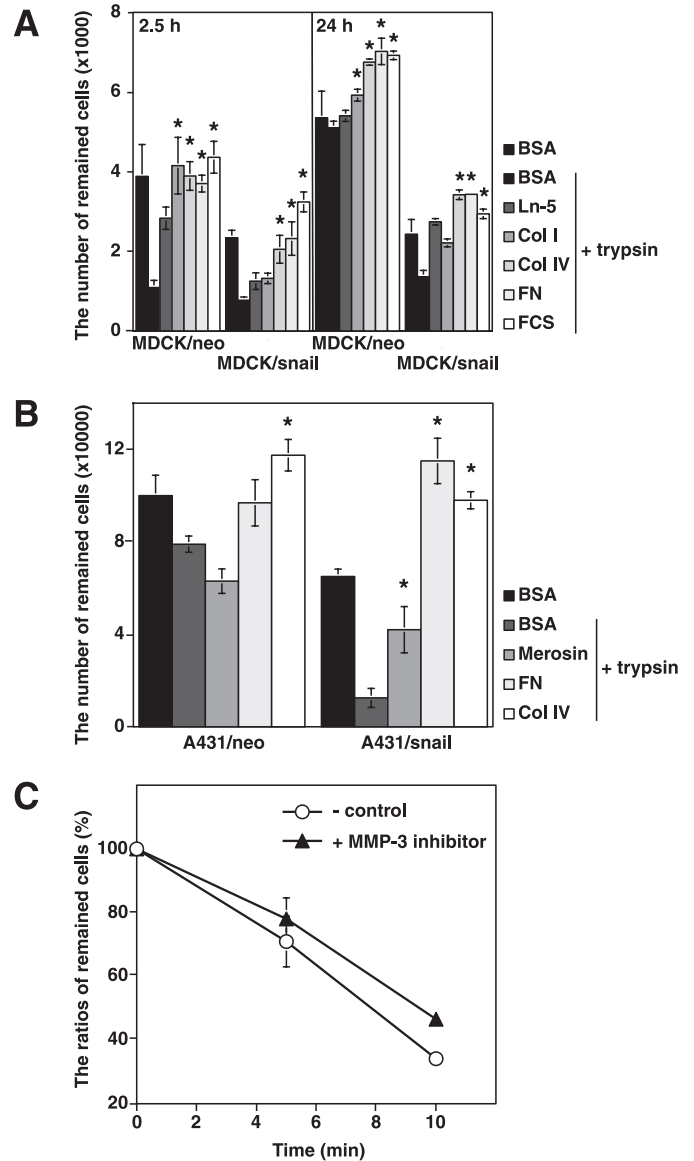 A
The number of remained cells (x1000)
8
6
4
2
0
2.5 h
24 h
* * * *
* * *
* * * *
* * *
MDCK/neo
MDCK/snail
MDCK/neo
MDCK/snail
BSA
BSA
Ln-5
Col I
Col IV
FN
FCS
+ trypsin
B
The number of remained cells (x10000)
12
8
4
0
*
* * *
A431/neo
A431/snail
BSA
BSA
Merosin
FN
Col IV
+ trypsin
C
The ratios of remained cells (%)
100
80
60
40
20
- control
+ MMP-3 inhibitor
0 2 4 6 8 10
Time (min)